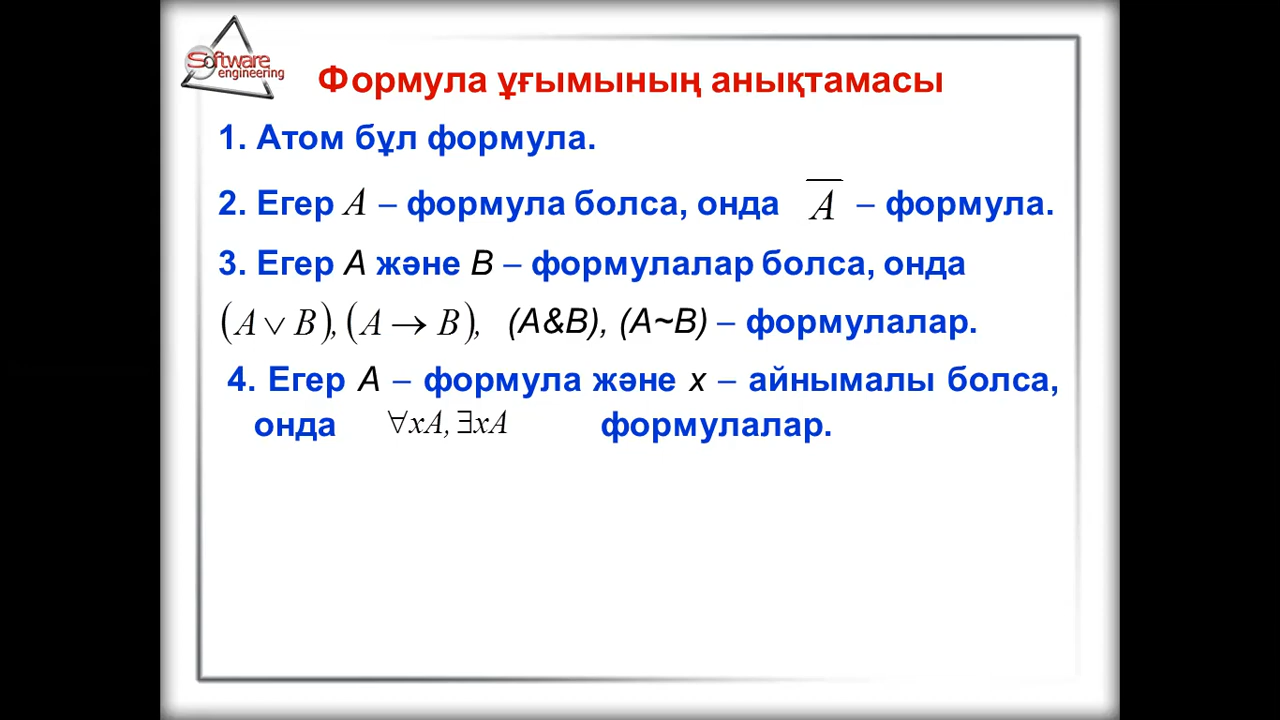 Software
engineering
Формула ұғымының анықтамасы
1. Атом бұл формула.
2. Егер A – формула болса, онда A̅ – формула.
3. Егер A және B – формулалар болса, онда
(A ∨ B), (A → B), (A&B), (A~B) – формулалар.
4. Егер A – формула және x – айнымалы болса,
онда ∀xA, ∃xA формулалар.